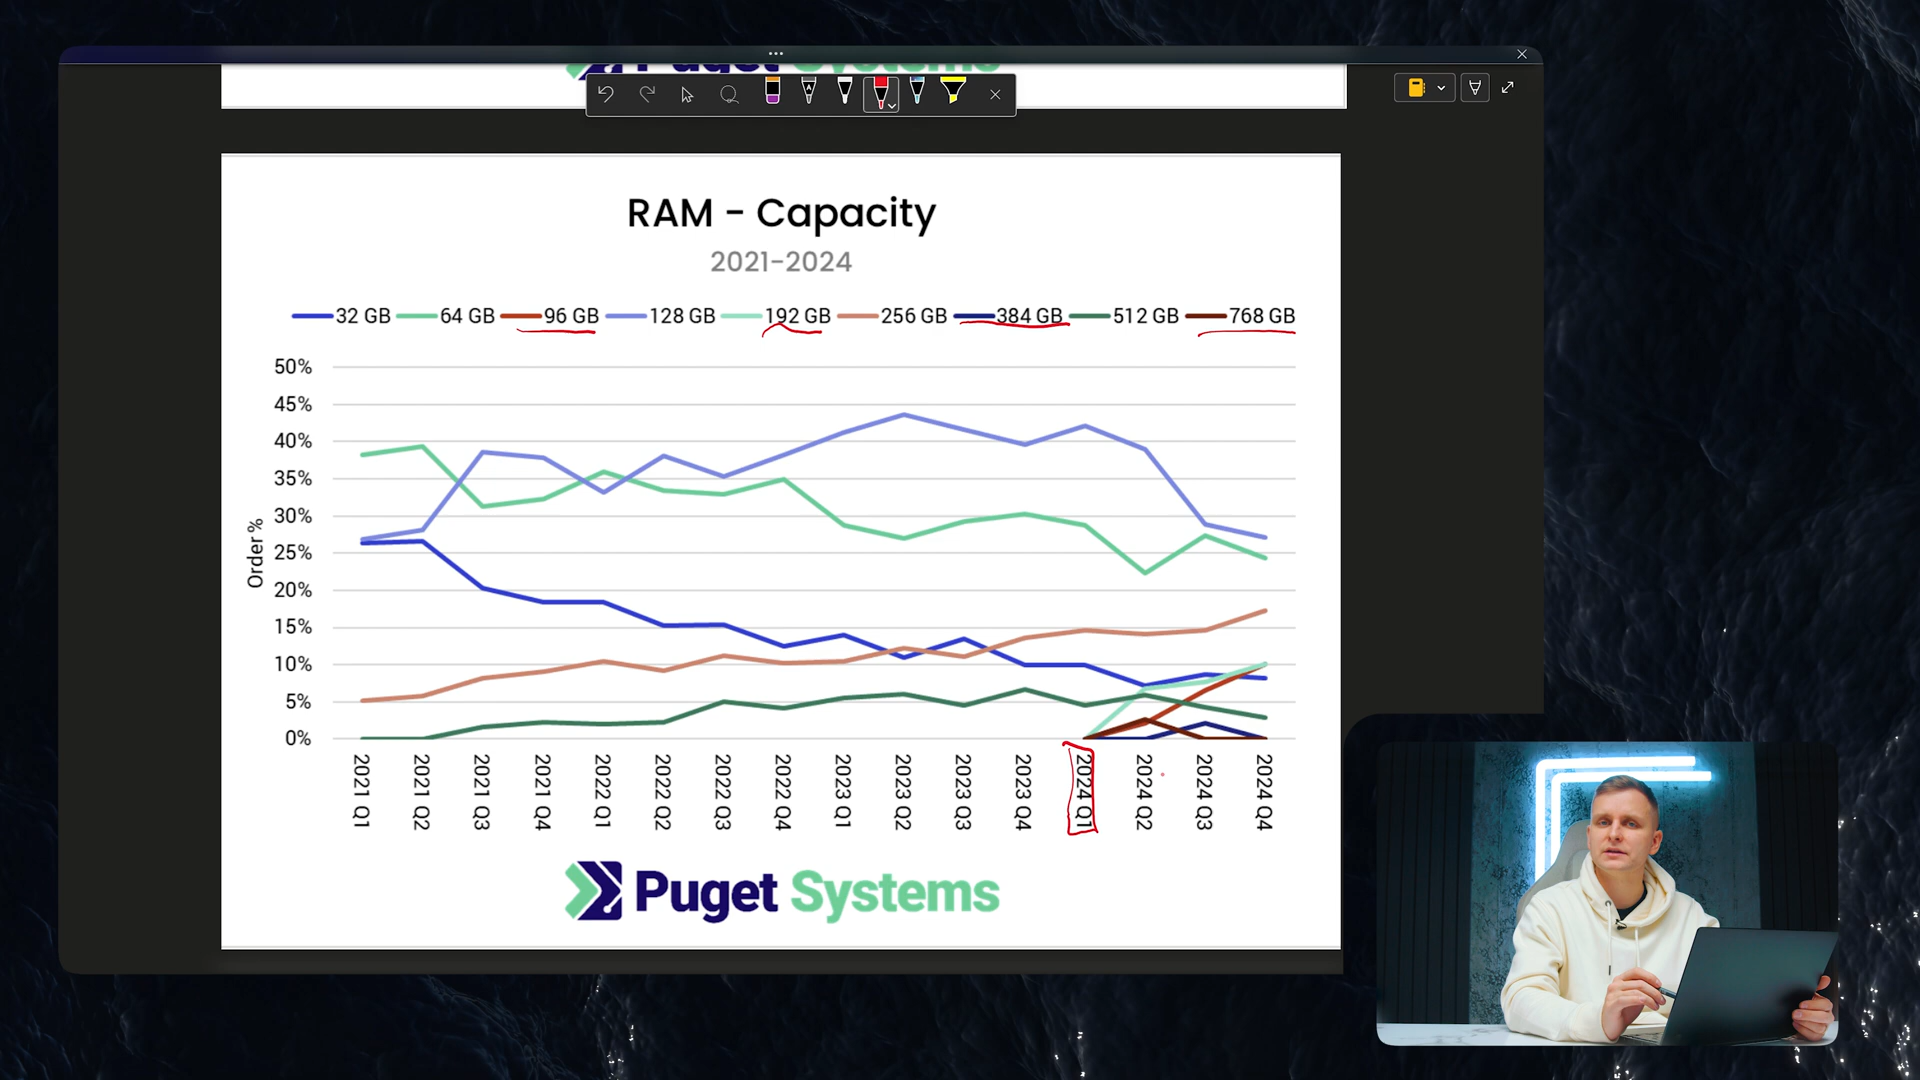 Puget Systems
RAM - Capacity
2021-2024
32 GB 64 GB 96 GB 128 GB 192 GB 256 GB 384 GB 512 GB 768 GB
50%
45%
40%
35%
30%
25%
20%
15%
10%
5%
0%
Order %
2021 Q1
2021 Q2
2021 Q3
2021 Q4
2022 Q1
2022 Q2
2022 Q3
2022 Q4
2023 Q1
2023 Q2
2023 Q3
2023 Q4
2024 Q1
2024 Q2
2024 Q3
2024 Q4
Puget Systems